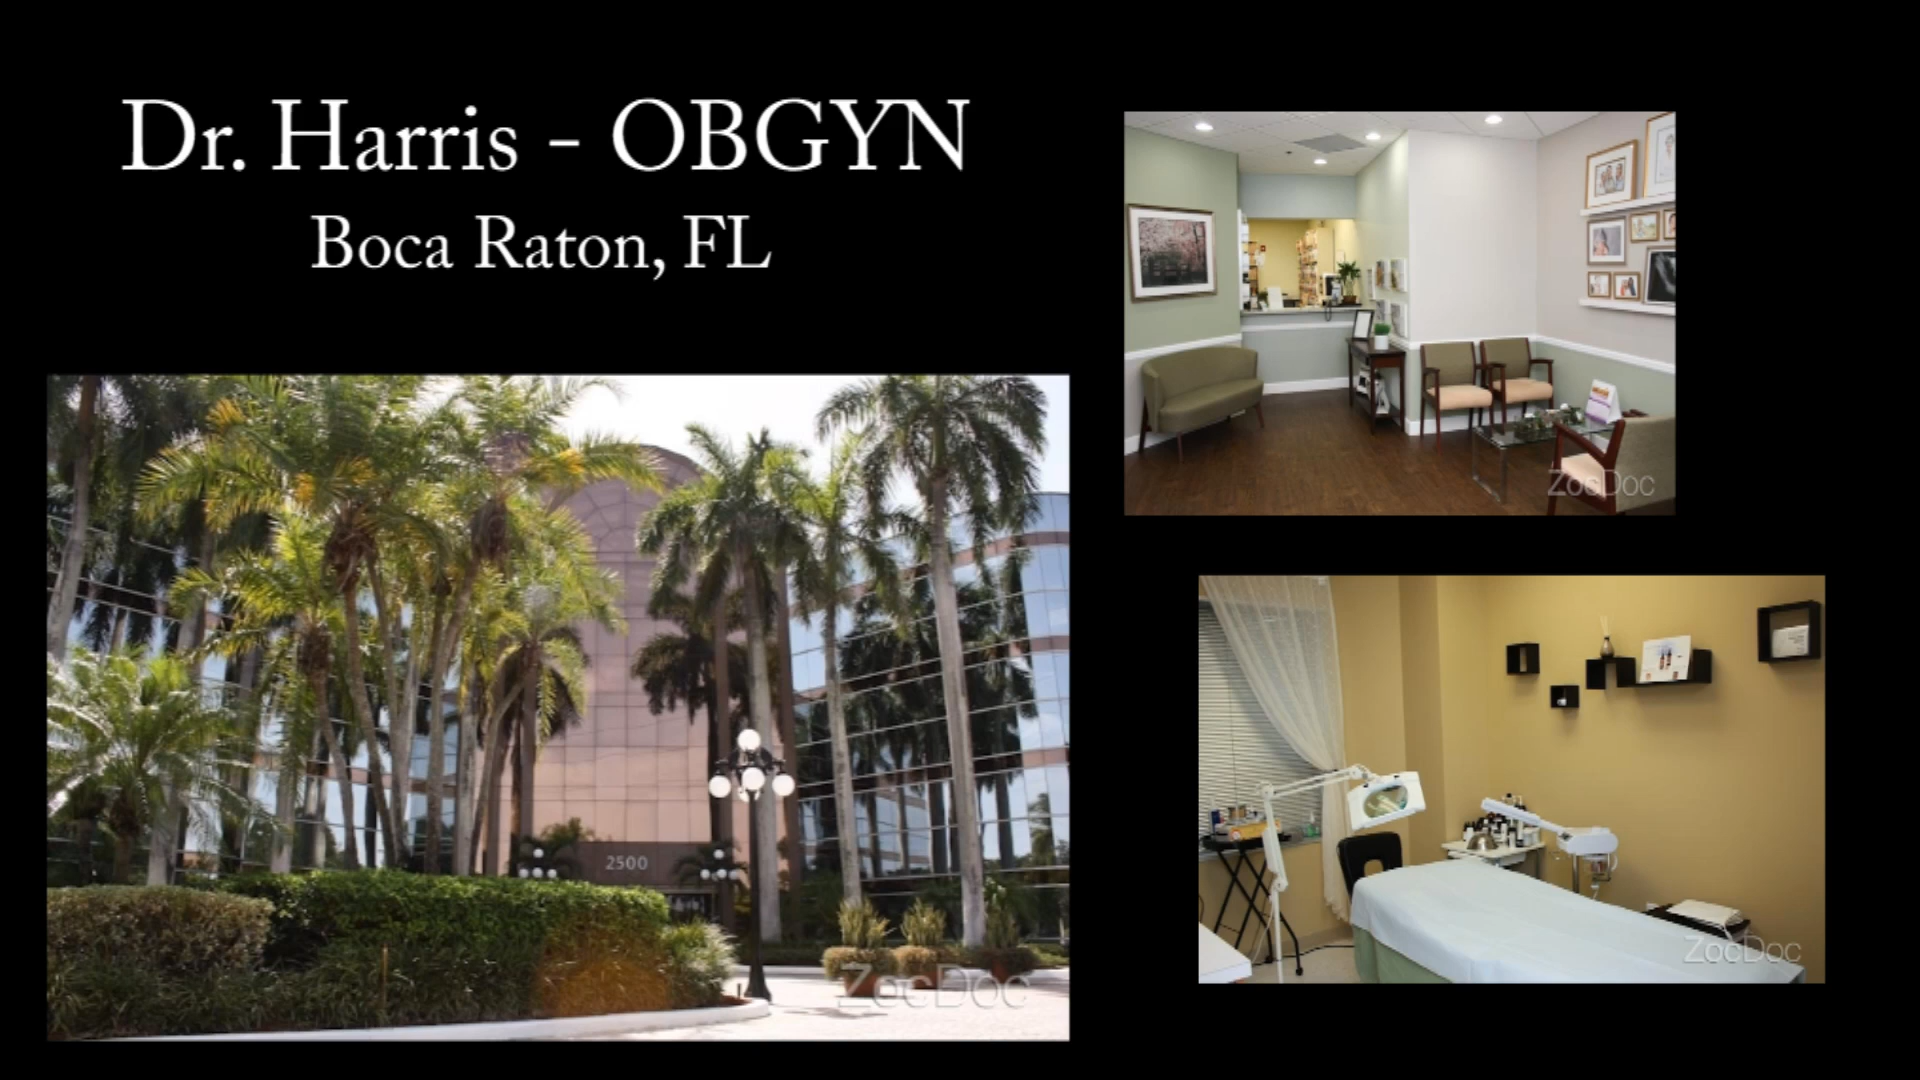 Dr. Harris - OBGYN
Boca Raton, FL
2500
ZocDoc
ZocDoc
ZocDoc